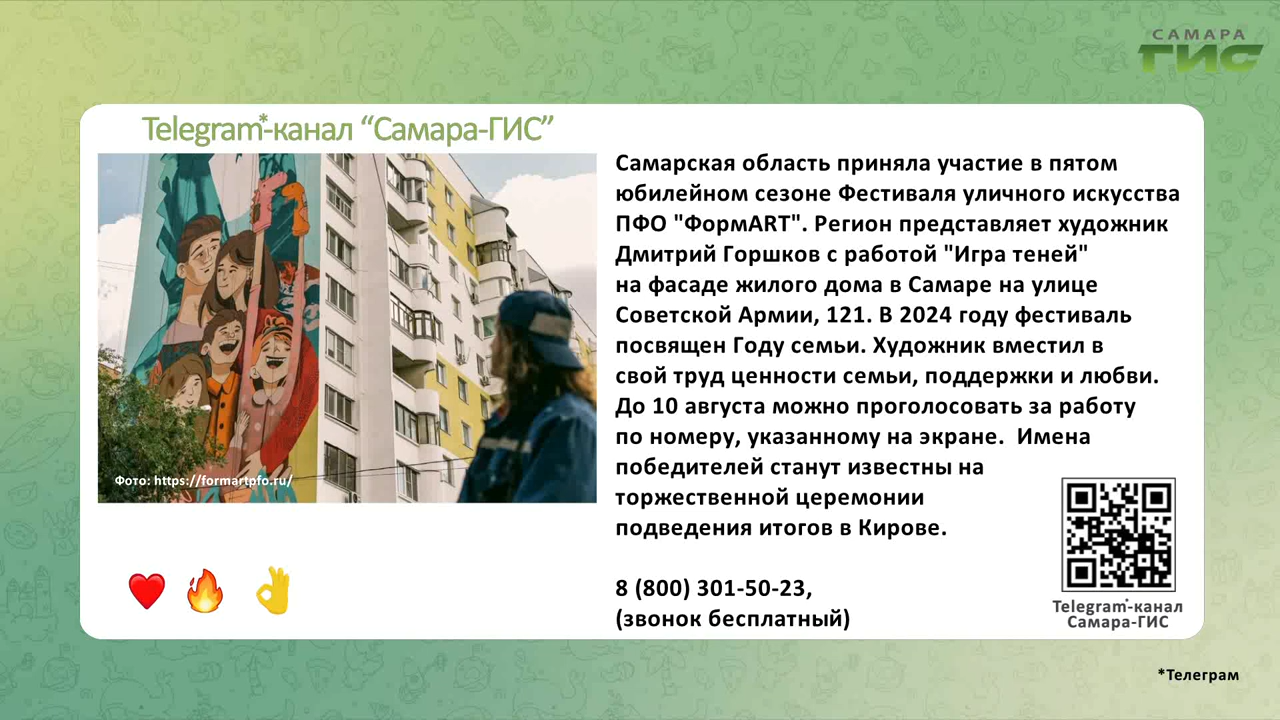 САМАРА
ГИС
Telegram*-канал “Самара-ГИС”
Самарская область приняла участие в пятом
юбилейном сезоне Фестиваля уличного искусства
ПФО "ФормART". Регион представляет художник
Дмитрий Горшков с работой "Игра теней"
на фасаде жилого дома в Самаре на улице
Советской Армии, 121. В 2024 году фестиваль
посвящен Году семьи. Художник вместил в
свой труд ценности семьи, поддержки и любви.
До 10 августа можно проголосовать за работу
по номеру, указанному на экране.  Имена
победителей станут известны на
торжественной церемонии
подведения итогов в Кирове.
8 (800) 301-50-23,
(звонок бесплатный)
Фото: https://formartpfo.ru/
Telegram*-канал
Самара-ГИС
*Телеграм